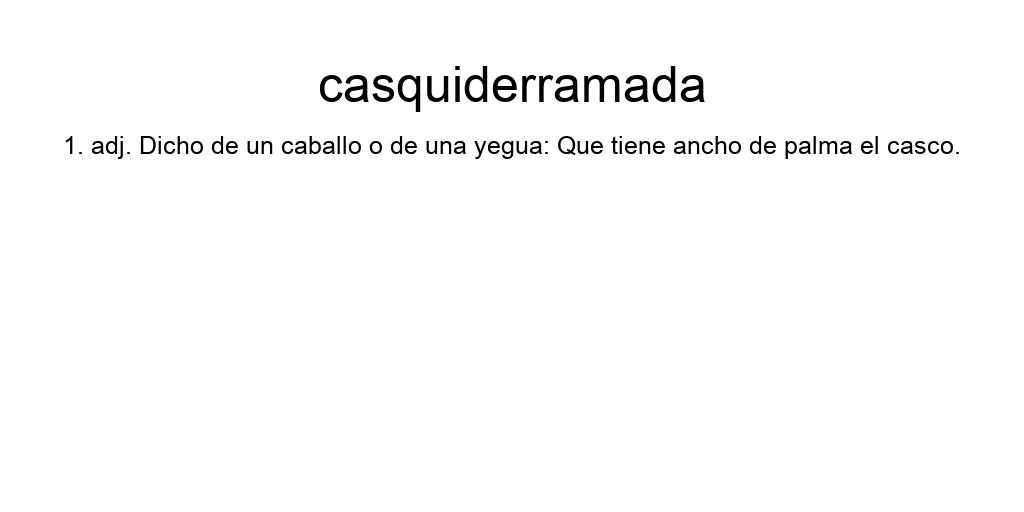 casquiderramada
1. adj. Dicho de un caballo o de una yegua: Que tiene ancho de palma el casco.